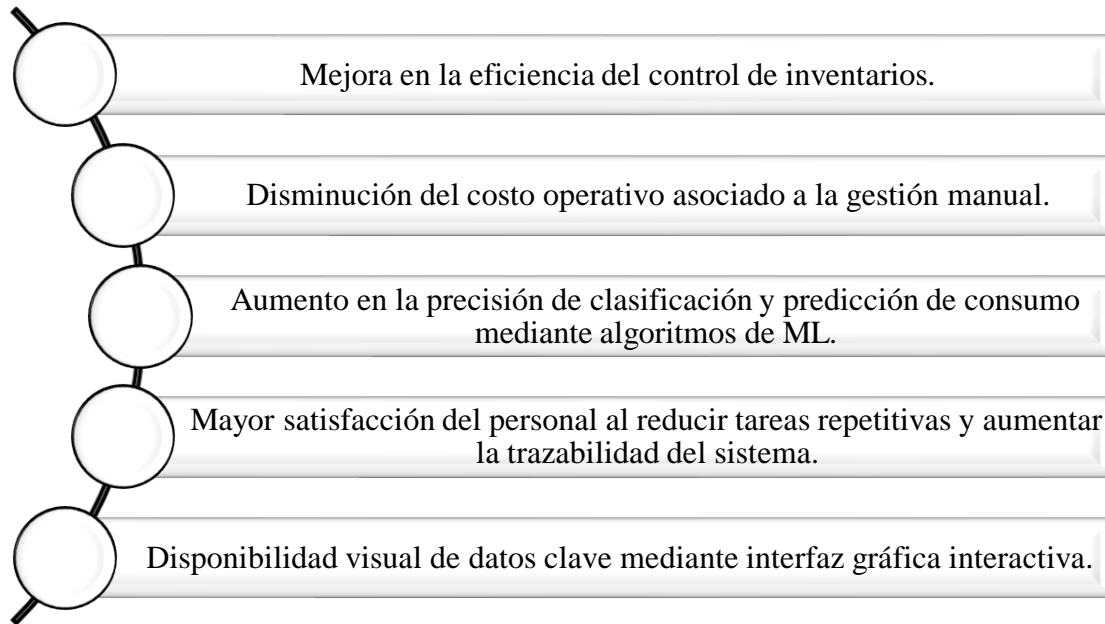 Mejora en la eficiencia del control de inventarios.
Disminución del costo operativo asociado a la gestión manual.
Aumento en la precisión de clasificación y predicción de consumo
mediante algoritmos de ML.
Mayor satisfacción del personal al reducir tareas repetitivas y aumentar
la trazabilidad del sistema.
Disponibilidad visual de datos clave mediante interfaz gráfica interactiva.